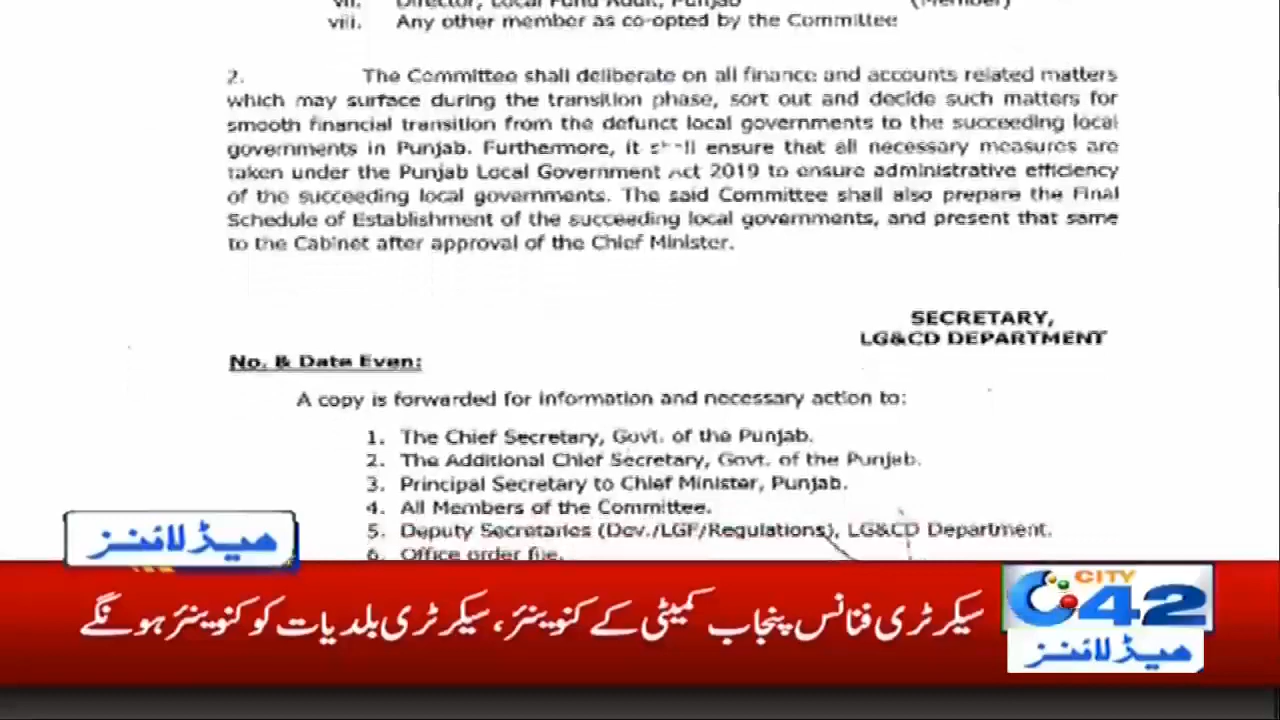 vii. Director, Local Fund Audit, Punjab (Member)
viii. Any other member as co-opted by the Committee
2. The Committee shall deliberate on all finance and accounts related matters
which may surface during the transition phase, sort out and decide such matters for
smooth financial transition from the defunct local governments to the succeeding local
governments in Punjab. Furthermore, it shall ensure that all necessary measures are
taken under the Punjab Local Government Act 2019 to ensure administrative efficiency
of the succeeding local governments. The said Committee shall also prepare the Final
Schedule of Establishment of the succeeding local governments, and present that same
to the Cabinet after approval of the Chief Minister.
SECRETARY,
LG&CD DEPARTMENT
No. & Date Even:
A copy is forwarded for information and necessary action to:
1. The Chief Secretary, Govt. of the Punjab.
2. The Additional Chief Secretary, Govt. of the Punjab.
3. Principal Secretary to Chief Minister, Punjab.
4. All Members of the Committee.
5. Deputy Secretaries (Dev./LGF/Regulations), LG&CD Department.
6. Office order file.
ہیڈلائنز
سیکرٹری فنانس پنجاب کمیٹی کے کنوینئر، سیکرٹری بلدیات کو کنوینئر ہونگے
CITY
42
ہیڈلائنز